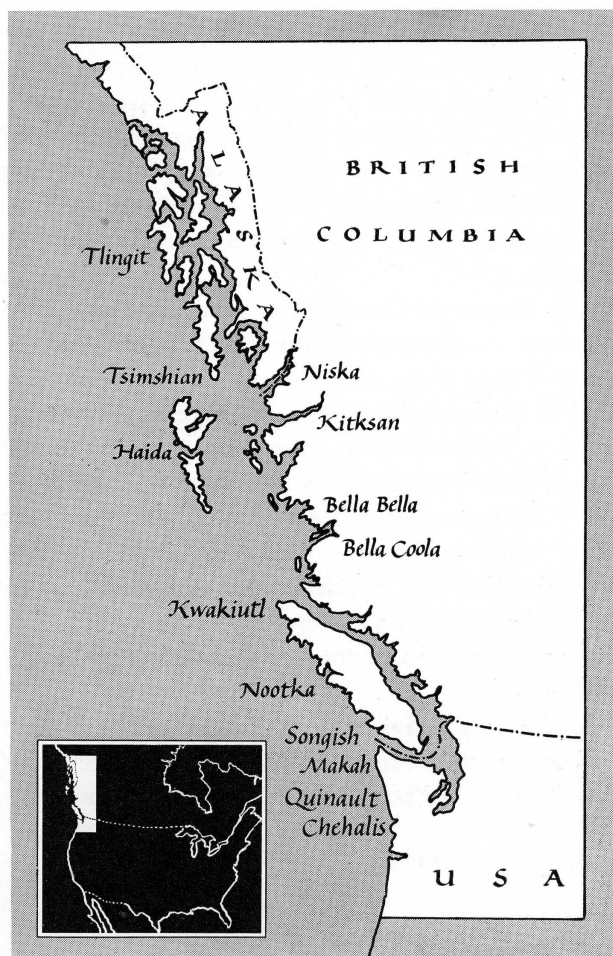 ALASKA
BRITISH
COLUMBIA
Tlingit
Tsimshian
Niska
Kitksan
Haida
Bella Bella
Bella Coola
Kwakiutl
Nootka
Songish
Makah
Quinault
Chehalis
USA